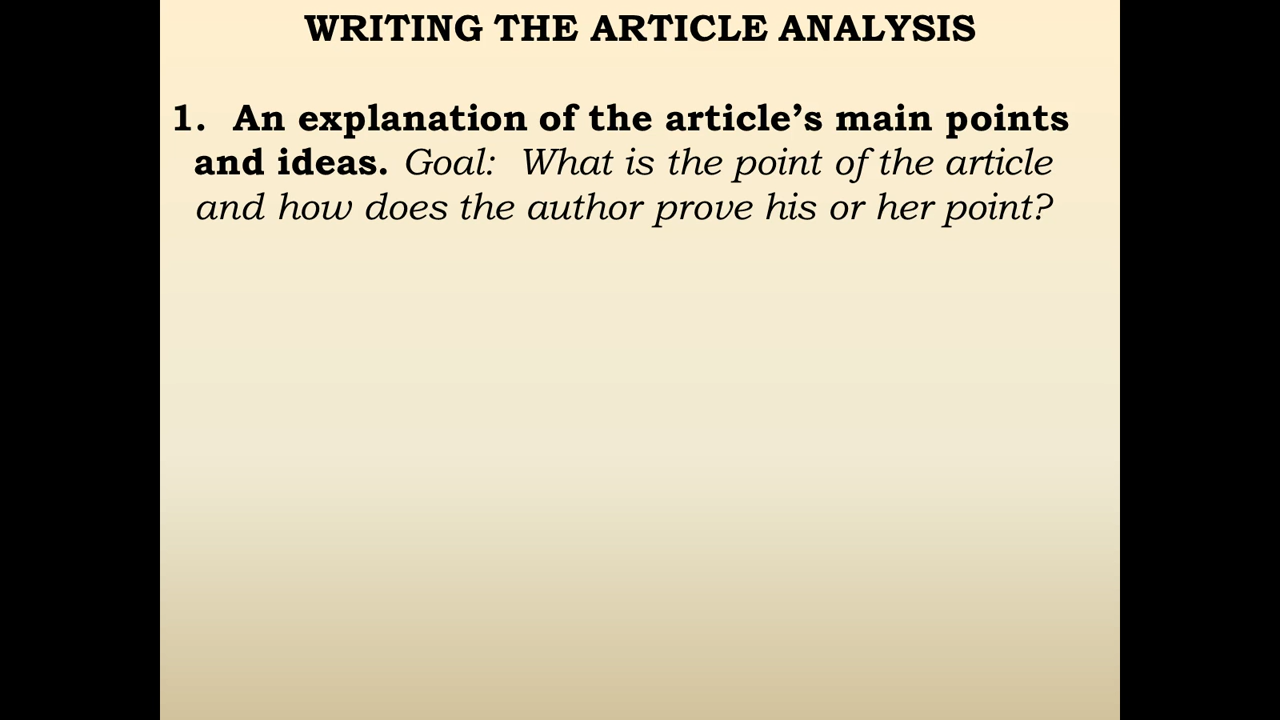 WRITING THE ARTICLE ANALYSIS
1.  An explanation of the article’s main points
and ideas. Goal:  What is the point of the article
and how does the author prove his or her point?